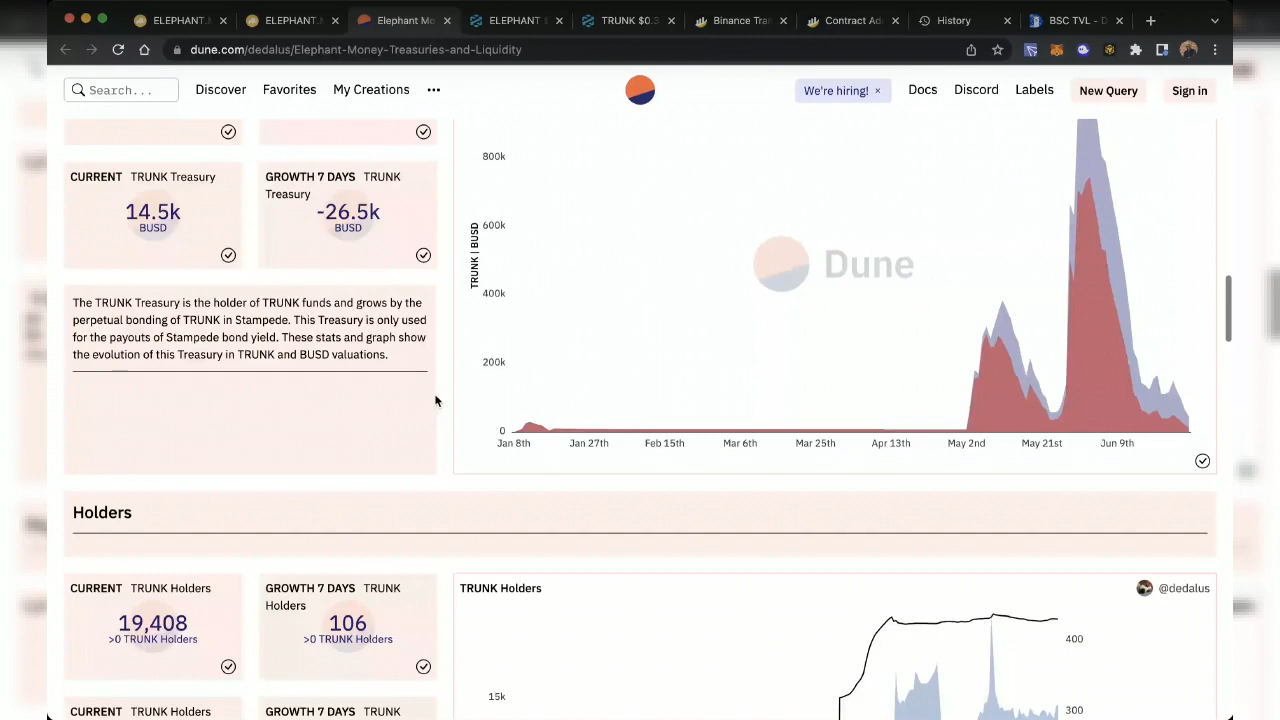 ELEPHANT.M
ELEPHANT.M
Elephant Mo
ELEPHANT
TRUNK $0.3
Binance Tra
Contract Ad
History
BSC TVL - D
dune.com/dedalus/Elephant-Money-Treasuries-and-Liquidity
Search...
Discover
Favorites
My Creations
We're hiring! ×
Docs
Discord
Labels
New Query
Sign in
CURRENT TRUNK Treasury
14.5k
BUSD
GROWTH 7 DAYS TRUNK
Treasury
-26.5k
BUSD
The TRUNK Treasury is the holder of TRUNK funds and grows by the
perpetual bonding of TRUNK in Stampede. This Treasury is only used
for the payouts of Stampede bond yield. These stats and graph show
the evolution of this Treasury in TRUNK and BUSD valuations.
TRUNK | BUSD
800k
600k
400k
200k
0
Dune
Jan 8th
Jan 27th
Feb 15th
Mar 6th
Mar 25th
Apr 13th
May 2nd
May 21st
Jun 9th
Holders
CURRENT TRUNK Holders
19,408
>0 TRUNK Holders
GROWTH 7 DAYS TRUNK
Holders
106
>0 TRUNK Holders
TRUNK Holders
@dedalus
400
15k
300
CURRENT TRUNK Holders
GROWTH 7 DAYS TRUNK